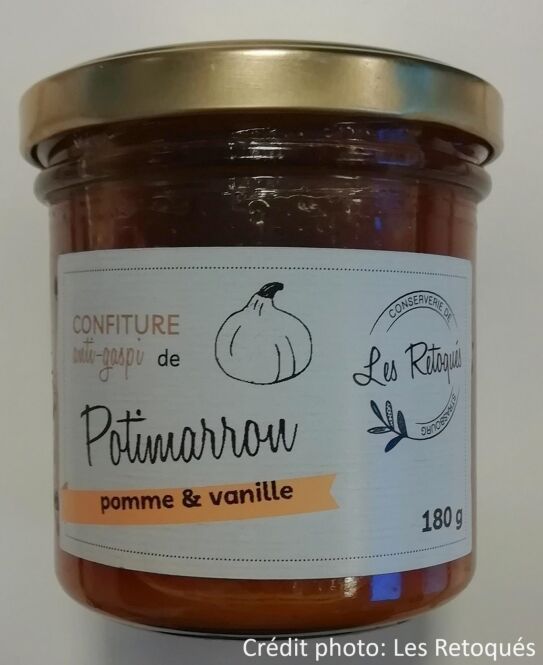 CONFITURE
anti-gaspi de
Potimarron
pomme & vanille
CONSERVERIE DE
Les Retoqués
STRASBOURG
180 g
Crédit photo: Les Retoqués